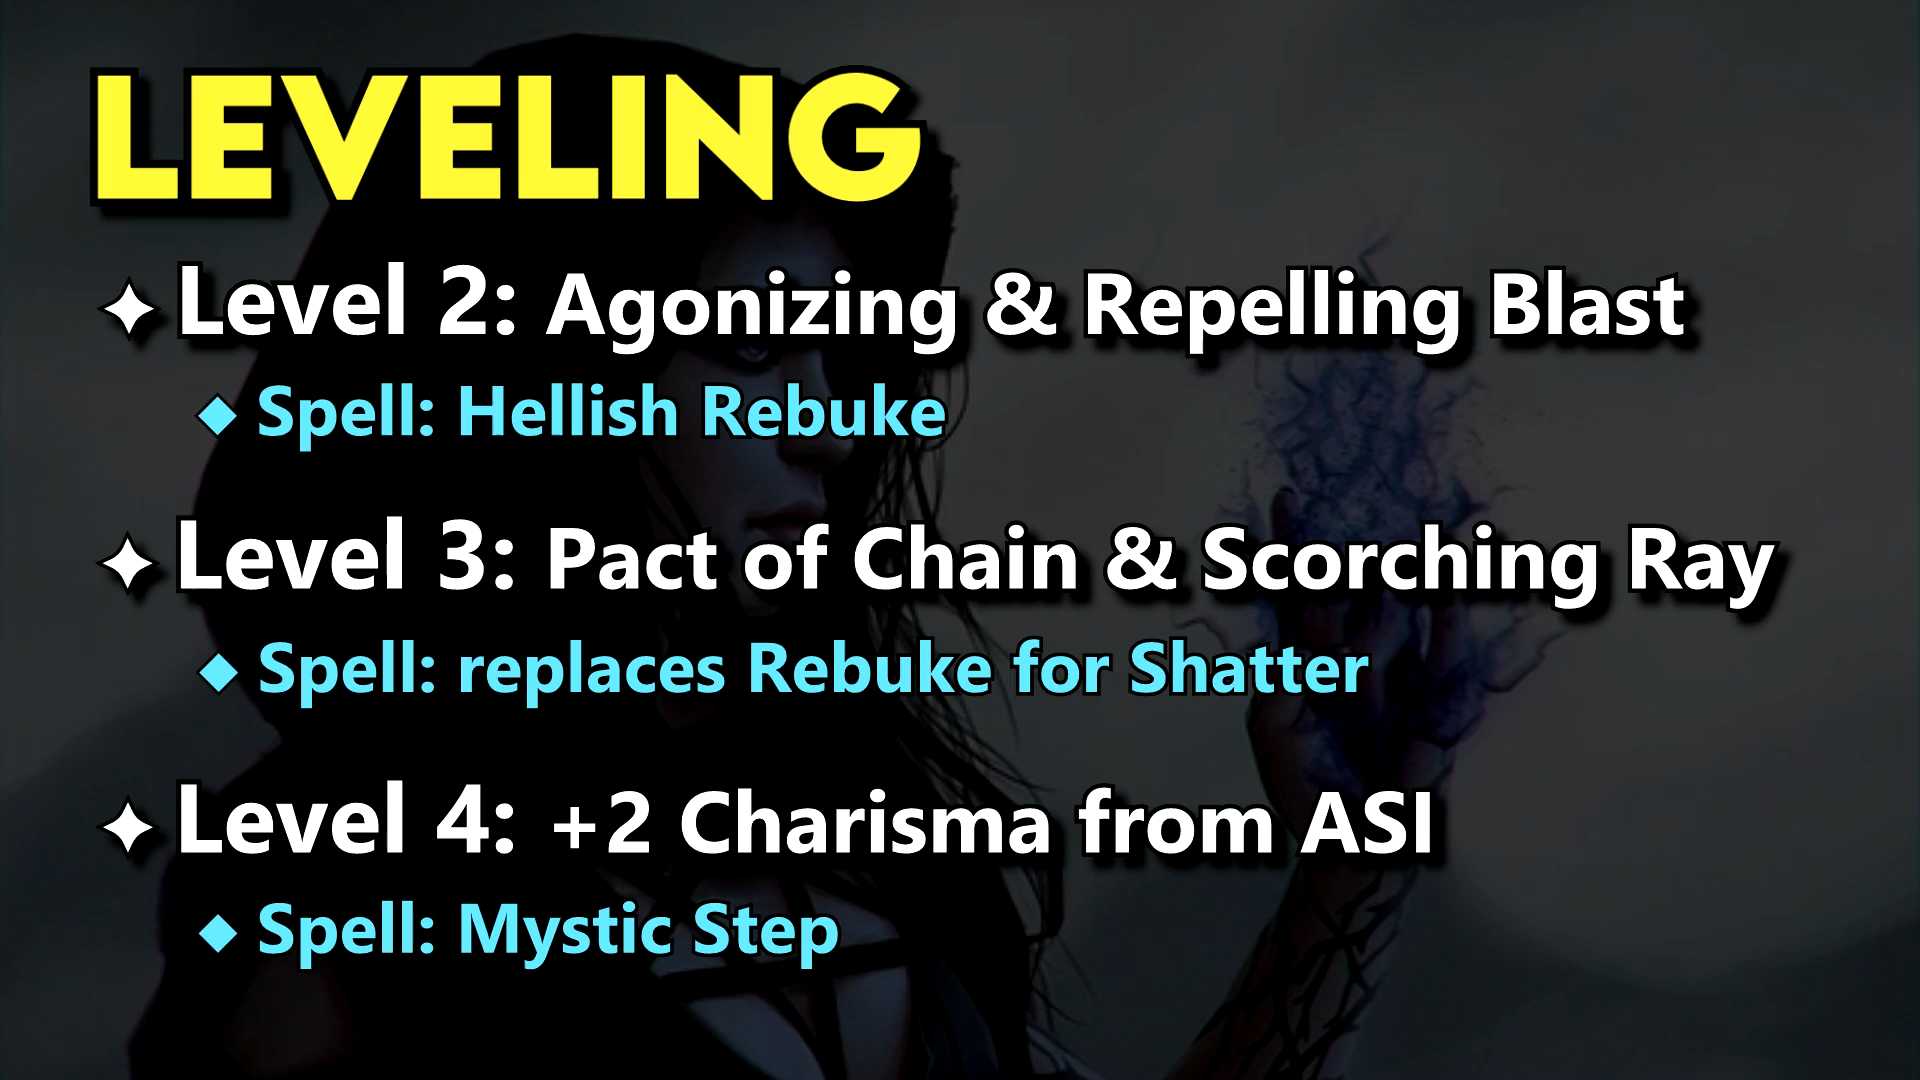 LEVELING
Level 2: Agonizing & Repelling Blast
Spell: Hellish Rebuke
Level 3: Pact of Chain & Scorching Ray
Spell: replaces Rebuke for Shatter
Level 4: +2 Charisma from ASI
Spell: Mystic Step